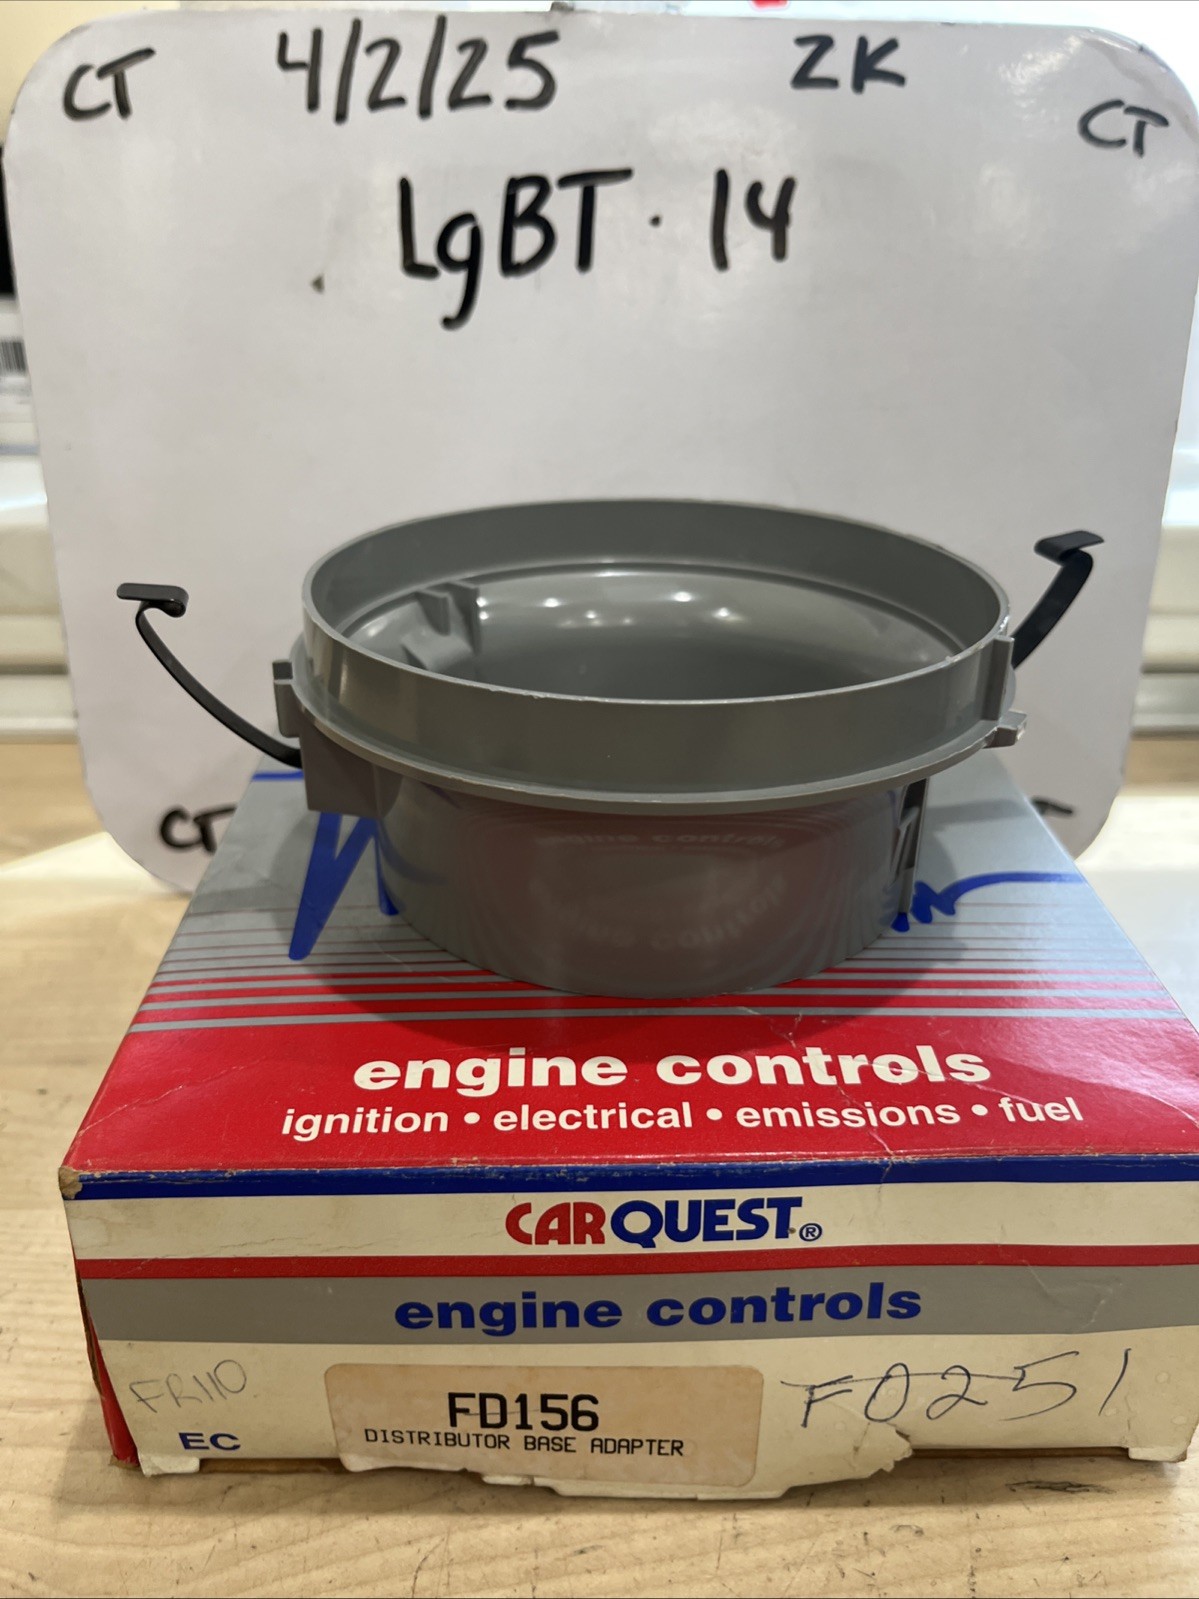 CT 4/2/25 ZK CT
LgBT · 14
CT
engine controls
ignition • electrical • emissions • fuel
CARQUEST®
engine controls
FR110
EC
FD156
DISTRIBUTOR BASE ADAPTER
F0251